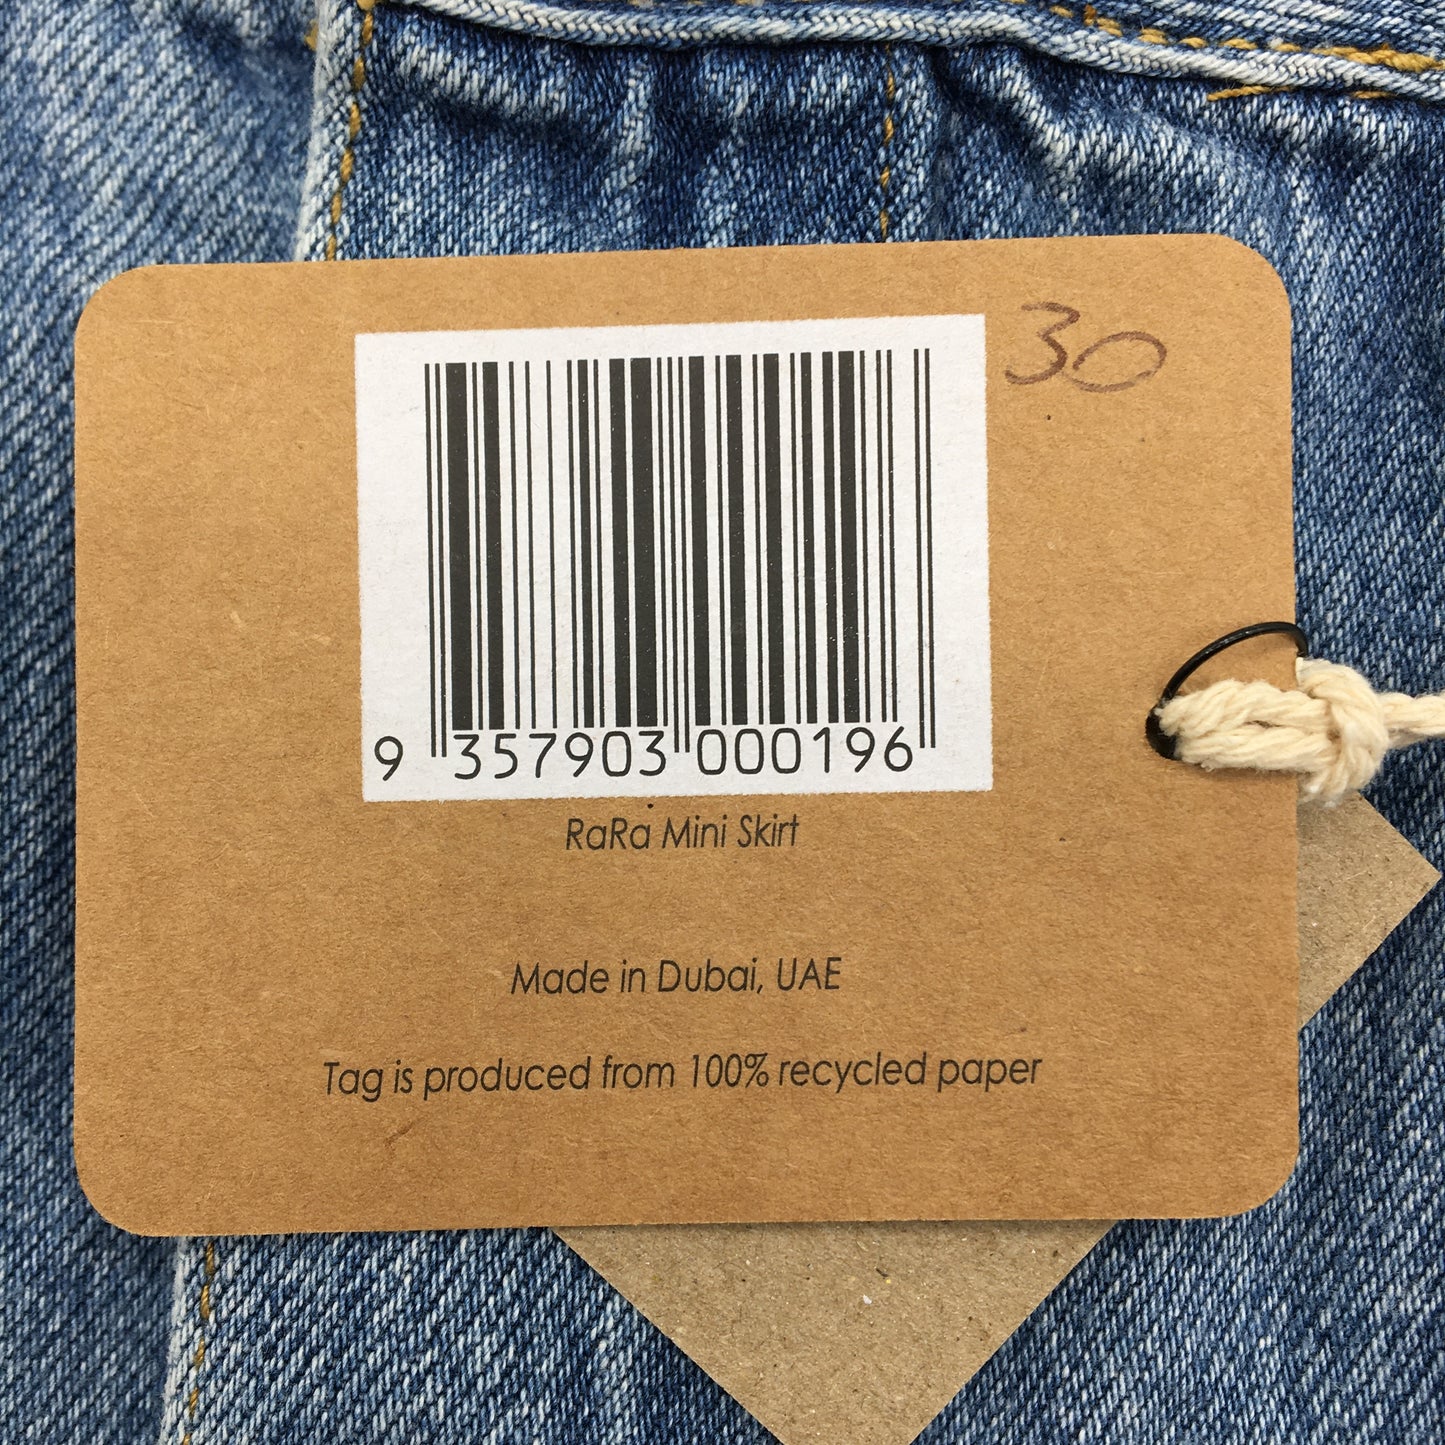 30
9 357903 000196
RaRa Mini Skirt
Made in Dubai, UAE
Tag is produced from 100% recycled paper